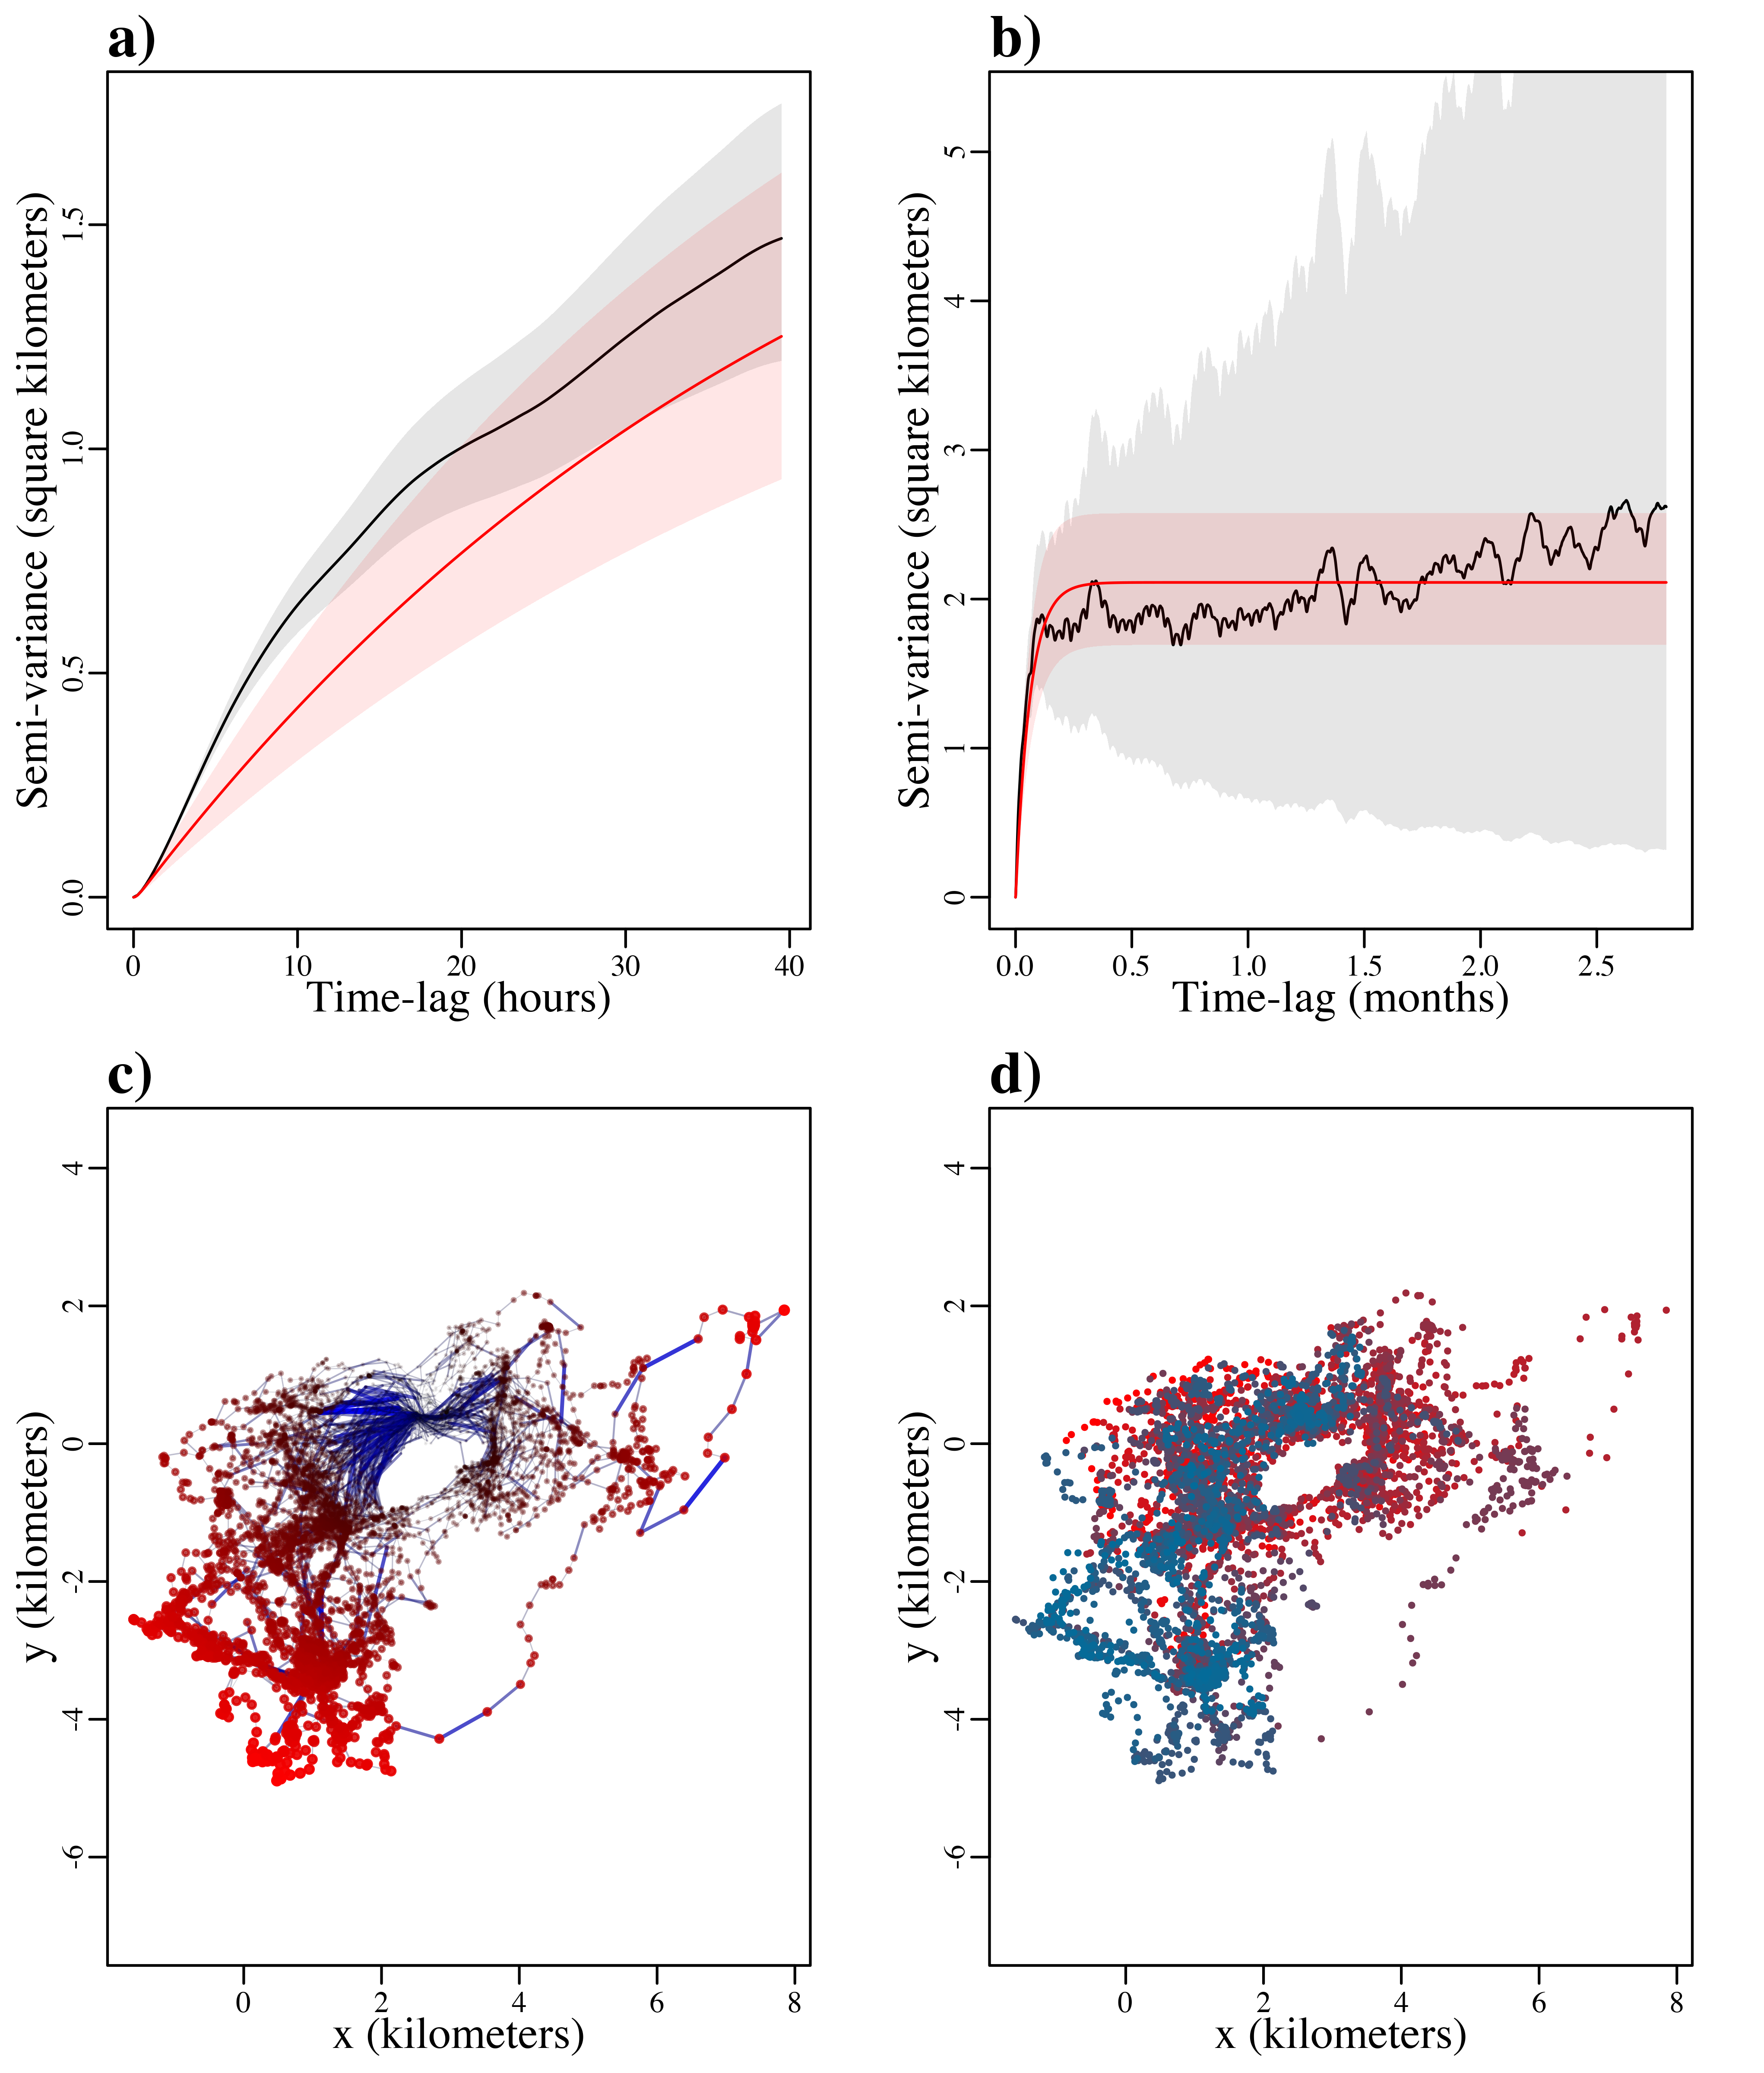 a)
Semi-variance (square kilometers)
0.0 0.5 1.0 1.5
0 10 20 30 40
Time-lag (hours)
b)
Semi-variance (square kilometers)
0 1 2 3 4 5
0.0 0.5 1.0 1.5 2.0 2.5
Time-lag (months)
c)
y (kilometers)
-6 -4 -2 0 2 4
0 2 4 6 8
x (kilometers)
d)
y (kilometers)
-6 -4 -2 0 2 4
0 2 4 6 8
x (kilometers)